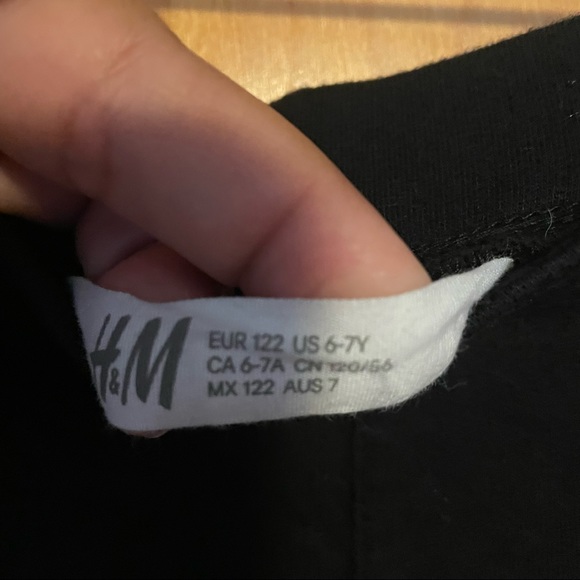 H&M
EUR 122 US 6-7Y
CA 6-7A CN 120/56
MX 122 AUS 7